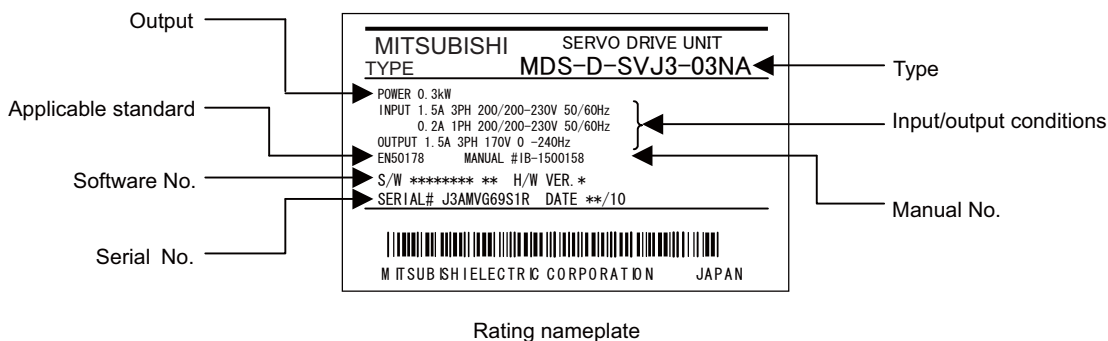 Output
Applicable standard
Software No.
Serial No.
MITSUBISHI SERVO DRIVE UNIT
TYPE MDS-D-SVJ3-03NA
POWER 0.3kW
INPUT 1.5A 3PH 200/200-230V 50/60Hz
0.2A 1PH 200/200-230V 50/60Hz
OUTPUT 1.5A 3PH 170V 0 -240Hz
EN50178 MANUAL #IB-1500158
S/W ******** ** H/W VER.*
SERIAL# J3AMVG69S1R DATE **/10
MITSUBISHI ELECTRIC CORPORATION JAPAN
Type
Input/output conditions
Manual No.
Rating nameplate